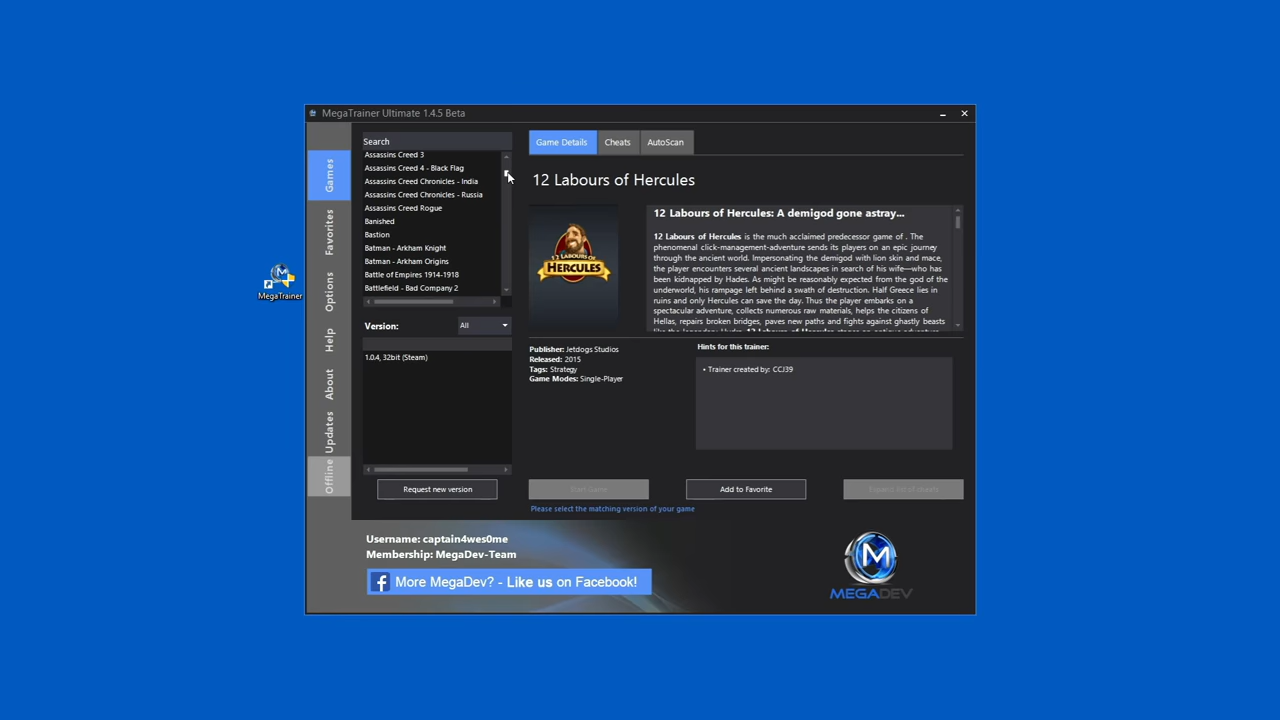 MegaTrainer Ultimate 1.4.5 Beta
Search
Assassins Creed 3
Assassins Creed 4 - Black Flag
Assassins Creed Chronicles - India
Assassins Creed Chronicles - Russia
Assassins Creed Rogue
Banished
Bastion
Batman - Arkham Knight
Batman - Arkham Origins
Battle of Empires 1914-1918
Battlefield - Bad Company 2
Version:
All
1.0.4, 32bit (Steam)
Request new version
Games
Favorites
Options
Help
About
Updates
Offline
MegaTrainer
Game Details
Cheats
AutoScan
12 Labours of Hercules
12 LABOURS OF
HERCULES
12 Labours of Hercules: A demigod gone astray...
12 Labours of Hercules is the much acclaimed predecessor game of . The
phenomenal click-management-adventure sends its players on an epic journey
through the ancient world. Impersonating the demigod with lion skin and mace,
the player encounters several ancient landscapes in search of his wife—who has
been kidnapped by Hades. As might be reasonably expected from the demigod,
his rampage left behind a swath of destruction. Half Greece lies in
ruins and only Hercules can save the day. Thus the player embarks on a
spectacular adventure, collects numerous raw materials, helps the citizens of
Hellas, repairs broken bridges, paves new paths and fights against ghastly beasts
Publisher: Jetdogs Studios
Released: 2015
Tags: Strategy
Game Modes: Single-Player
Hints for this trainer:
• Trainer created by: CCJ39
Start Game
Add to Favorite
Please select the matching version of your game
Username: captain4wes0me
Membership: MegaDev-Team
f More MegaDev? - Like us on Facebook!
M
MEGADEV